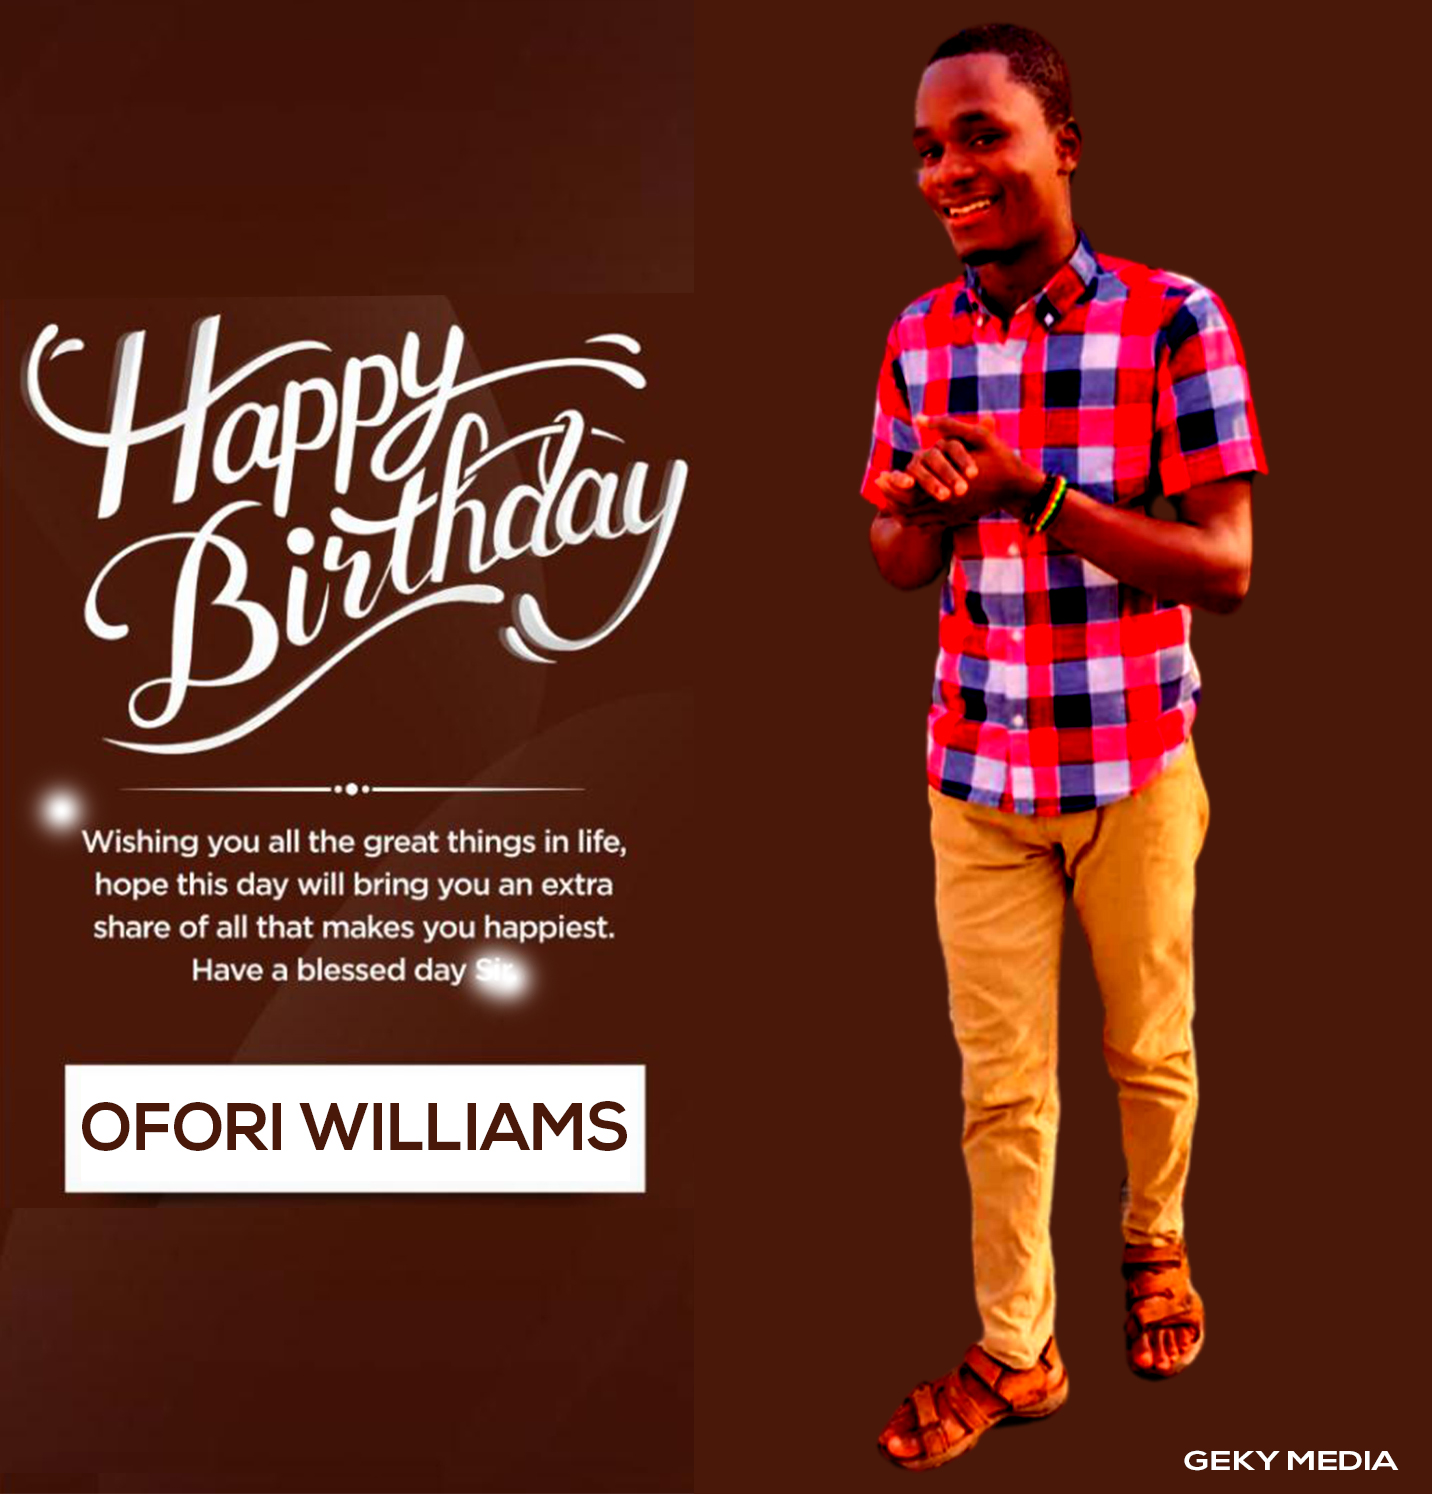 Happy
Birthday
Wishing you all the great things in life,
hope this day will bring you an extra
share of all that makes you happiest.
Have a blessed day Sir.
OFORI WILLIAMS
GEKY MEDIA